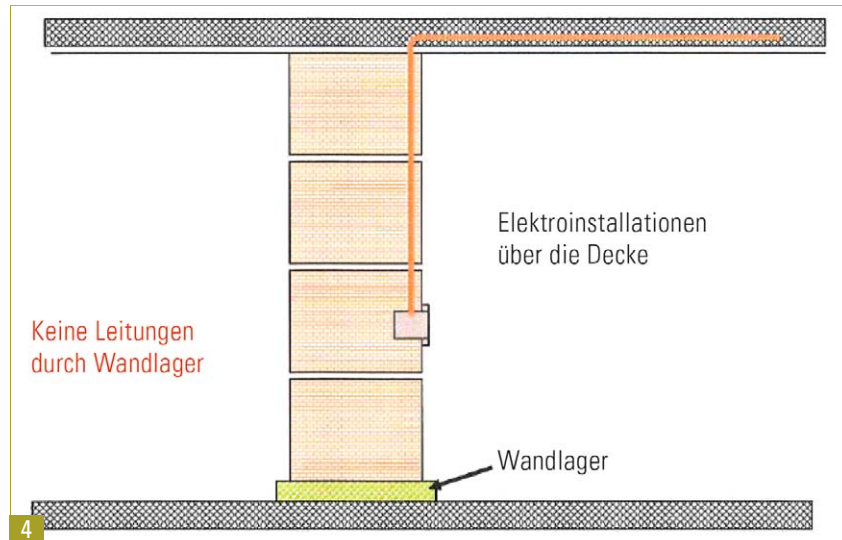 Elektroinstallationen
über die Decke
Keine Leitungen
durch Wandlager
Wandlager
4